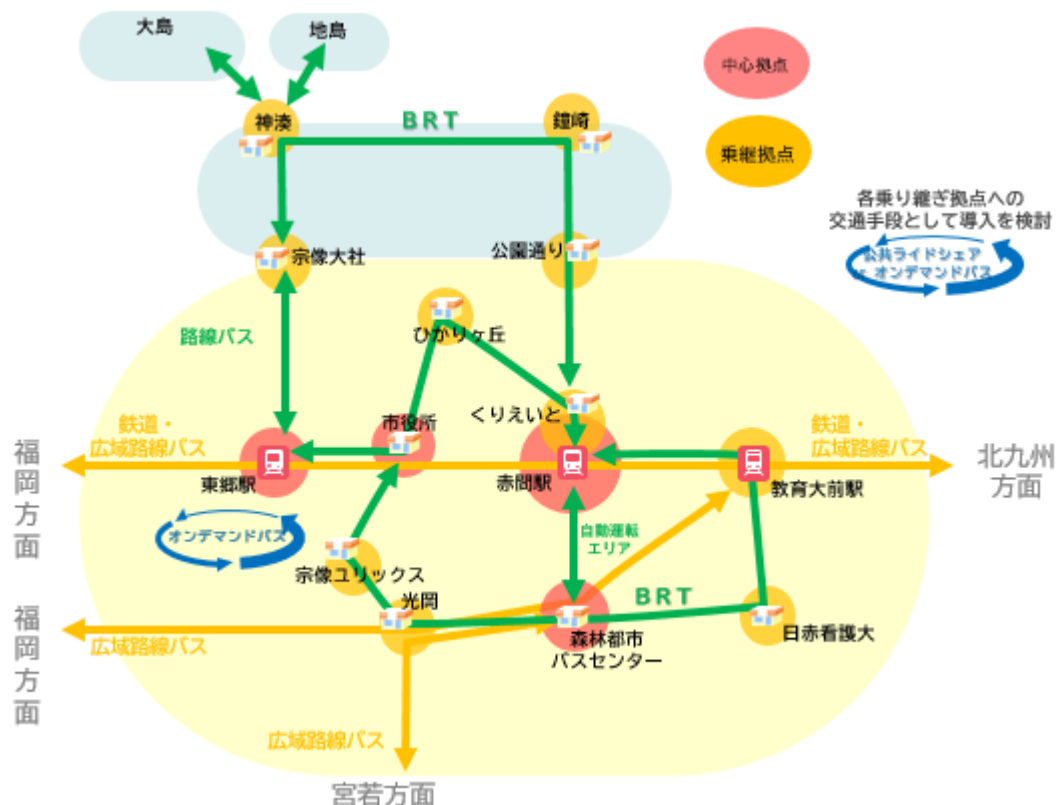 大島
地島
中心拠点
神湊
BRT
鐘崎
乗継拠点
各乗り継ぎ拠点への
交通手段として導入を検討
公共ライドシェア
オンデマンドバス
宗像大社
公園通り
路線バス
ひかりヶ丘
くりえいと
市役所
鉄道・
広域路線バス
鉄道・
広域路線バス
福岡方面
北九州
方面
東郷駅
赤間駅
教育大前駅
オンデマンドバス
自動運転
エリア
宗像ユリックス
光岡
BRT
福岡方面
広域路線バス
森林都市
バスセンター
日赤看護大
広域路線バス
宮若方面